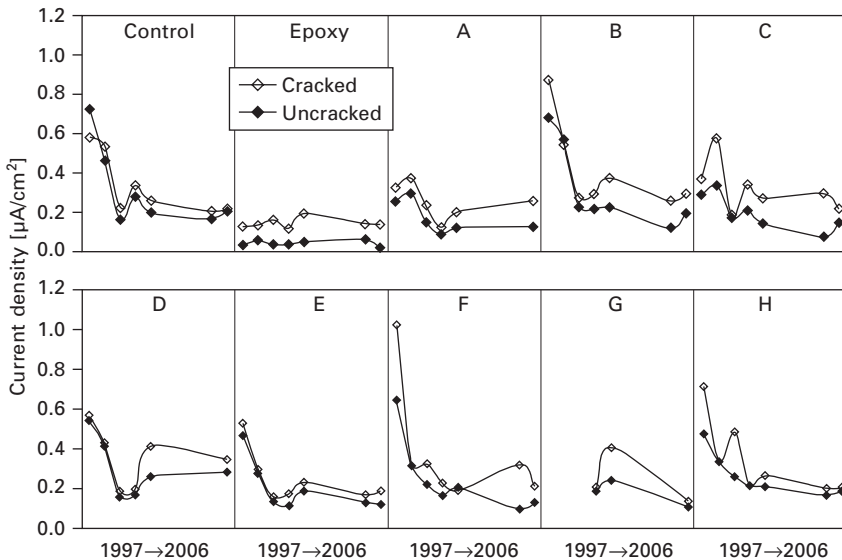 Current density [µA/cm²]
1.2
1.0
0.8
0.6
0.4
0.2
0.0
Control
Epoxy
A
B
C
Cracked
Uncracked
1.2
1.0
0.8
0.6
0.4
0.2
0.0
D
E
F
G
H
1997→2006
1997→2006
1997→2006
1997→2006
1997→2006